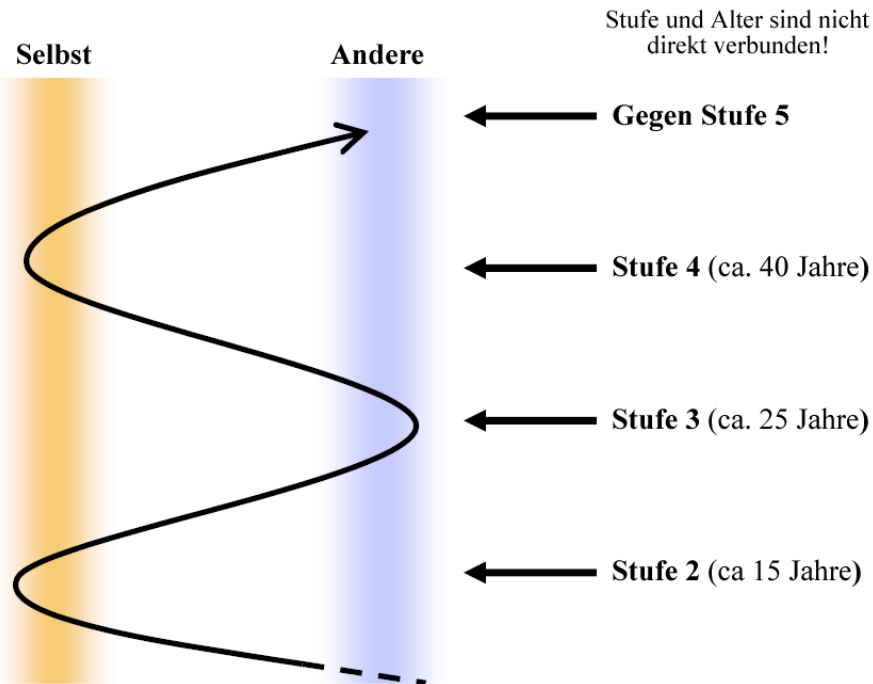 Stufe und Alter sind nicht
direkt verbunden!
Selbst
Andere
Gegen Stufe 5
Stufe 4 (ca. 40 Jahre)
Stufe 3 (ca. 25 Jahre)
Stufe 2 (ca 15 Jahre)